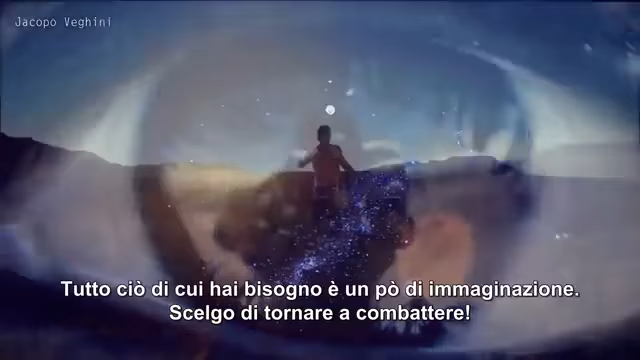 Jacopo Veghini
Tutto ciò di cui hai bisogno è un pò di immaginazione.
Scelgo di tornare a combattere!